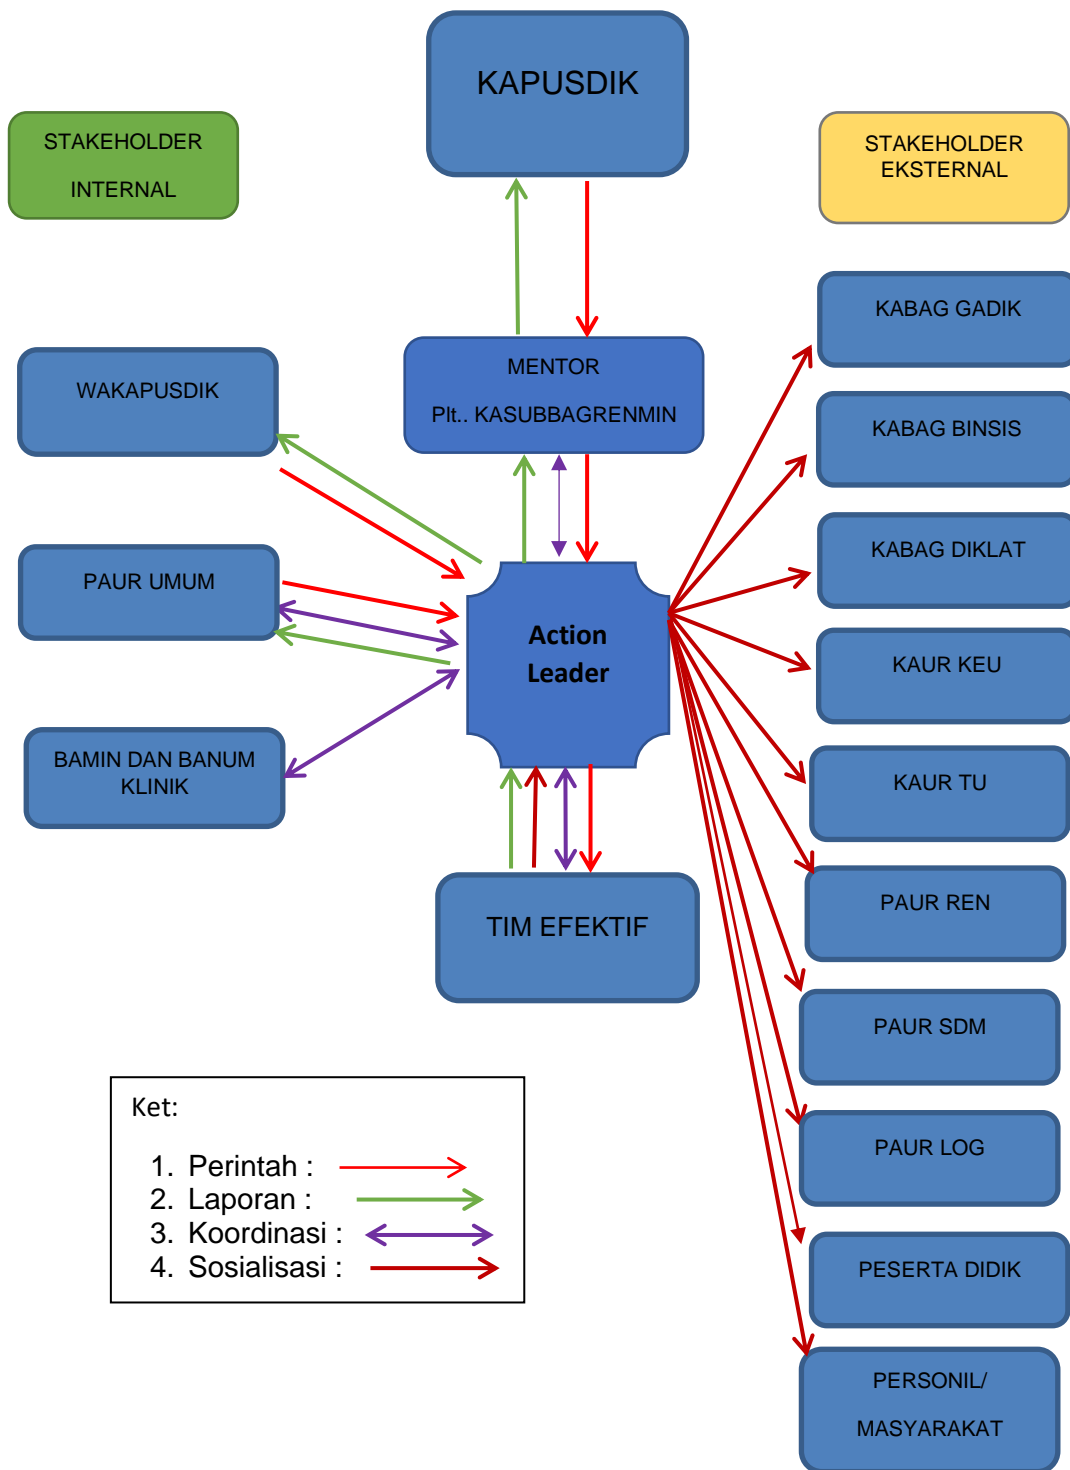 KAPUSDIK
STAKEHOLDER
INTERNAL
STAKEHOLDER
EKSTERNAL
WAKAPUSDIK
MENTOR
Plt.. KASUBBAGRENMIN
PAUR UMUM
BAMIN DAN BANUM
KLINIK
Action
Leader
TIM EFEKTIF
KABAG GADIK
KABAG BINSIS
KABAG DIKLAT
KAUR KEU
KAUR TU
PAUR REN
PAUR SDM
PAUR LOG
PESERTA DIDIK
PERSONIL/
MASYARAKAT
Ket:
1. Perintah :
2. Laporan :
3. Koordinasi :
4. Sosialisasi :